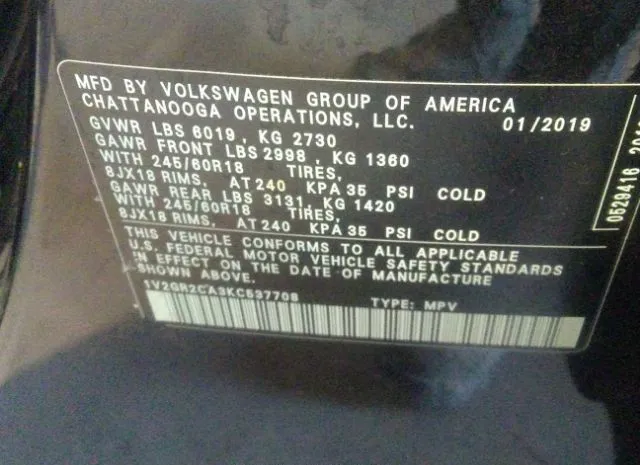 MFD BY VOLKSWAGEN GROUP OF AMERICA
CHATTANOOGA OPERATIONS, LLC. 01/2019
GVWR LBS 6019 , KG 2730
GAWR FRONT LBS 2998 , KG 1360
WITH 245/60R18 TIRES,
8JX18 RIMS, AT 240 KPA 35 PSI COLD
GAWR REAR LBS 3131, KG 1420
WITH 245/60R18 TIRES,
8JX18 RIMS, AT 240 KPA 35 PSI COLD
THIS VEHICLE CONFORMS TO ALL APPLICABLE
U.S. FEDERAL MOTOR VEHICLE SAFETY STANDARDS
IN EFFECT ON THE DATE OF MANUFACTURE
SHOWN ABOVE.
1V2GR2CA3KC537708 TYPE: MPV
0529416